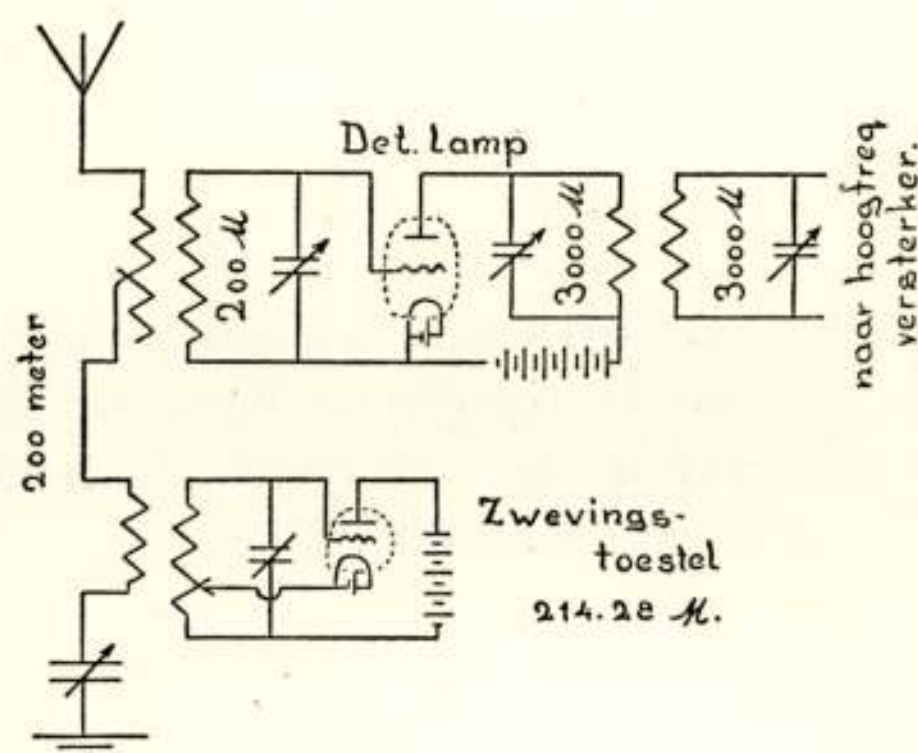 Det. Lamp
200 M
3000 M
3000 M
naar hoogfreq
versterker.
200 meter
Zwevings-
toestel
214.28 M.